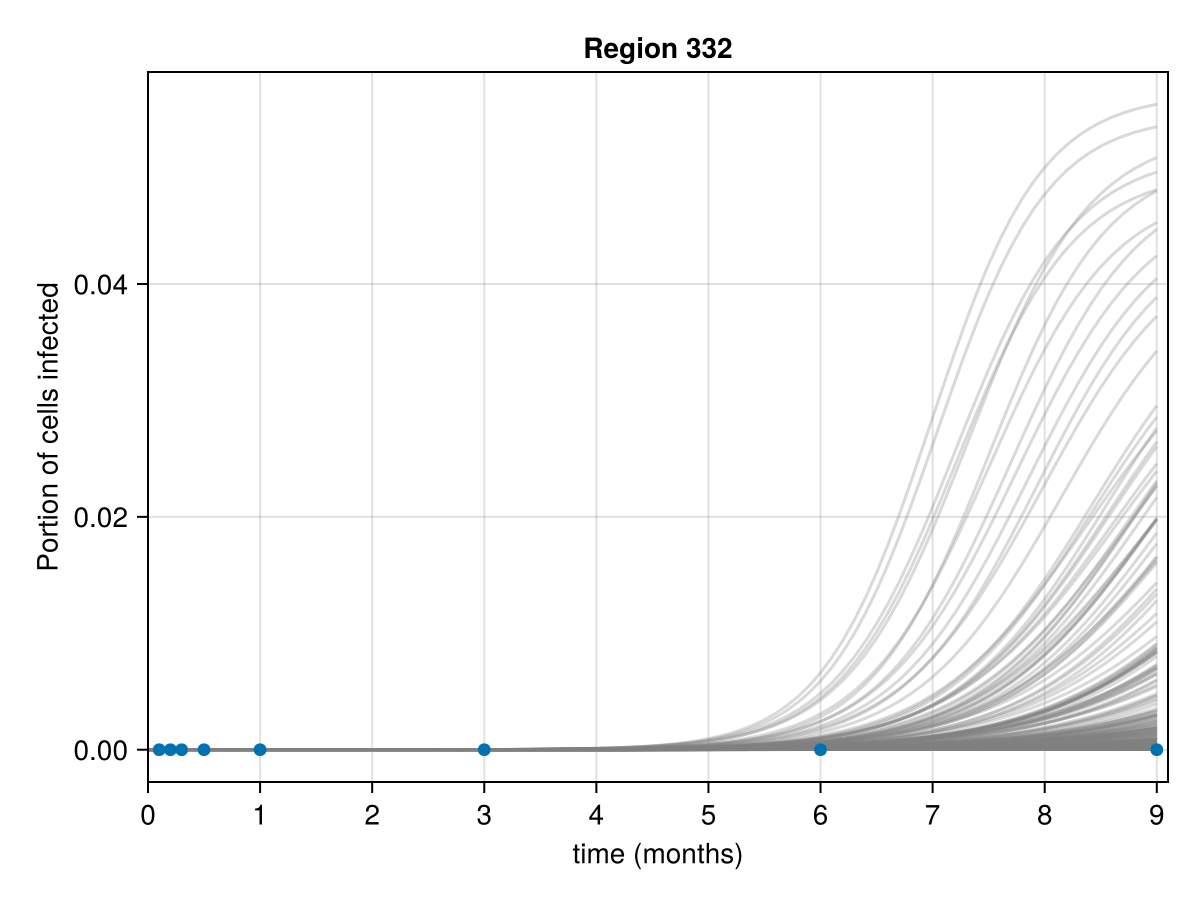 Region 332
Portion of cells infected
0.04
0.02
0.00
0 1 2 3 4 5 6 7 8 9
time (months)